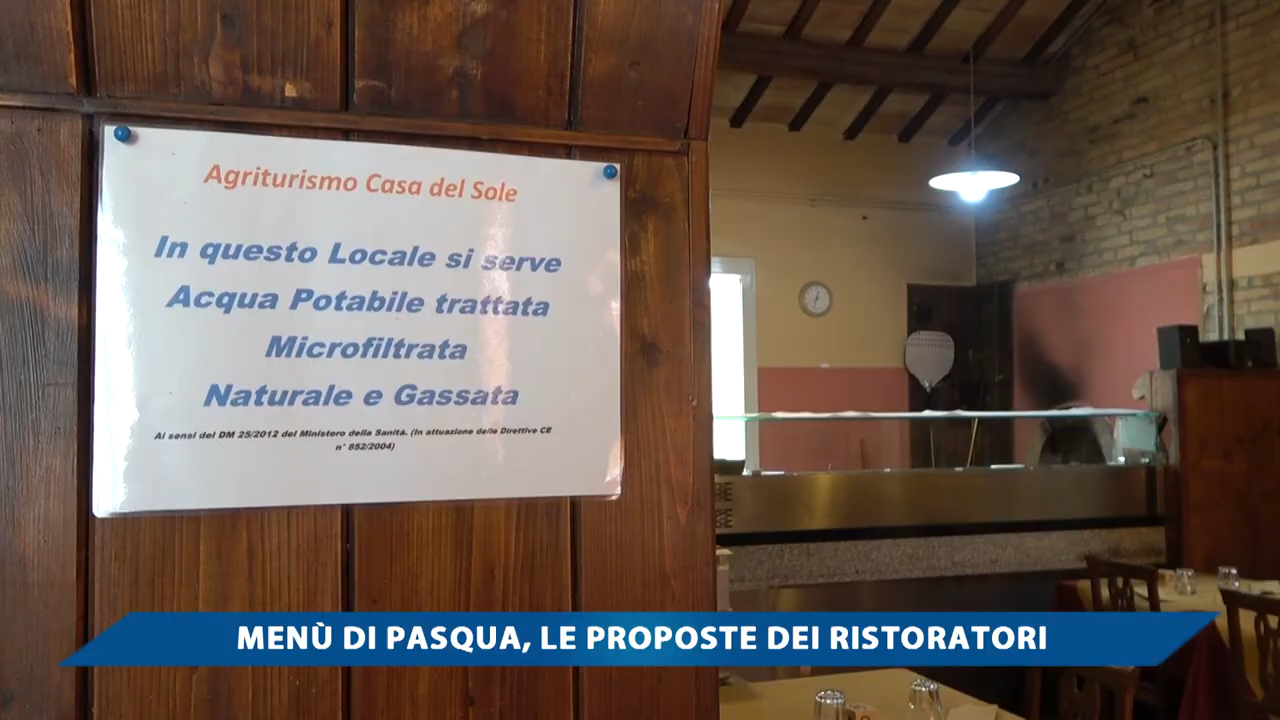 Agriturismo Casa del Sole
In questo Locale si serve
Acqua Potabile trattata
Microfiltrata
Naturale e Gassata
Ai sensi del DM 25/2012 del Ministero della Sanità. (In attuazione delle Direttive CE
n° 852/2004)
MENÙ DI PASQUA, LE PROPOSTE DEI RISTORATORI